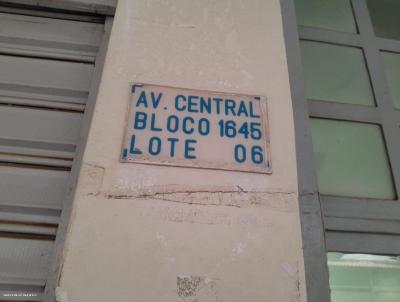 AV. CENTRAL
BLOCO 1645
LOTE 06